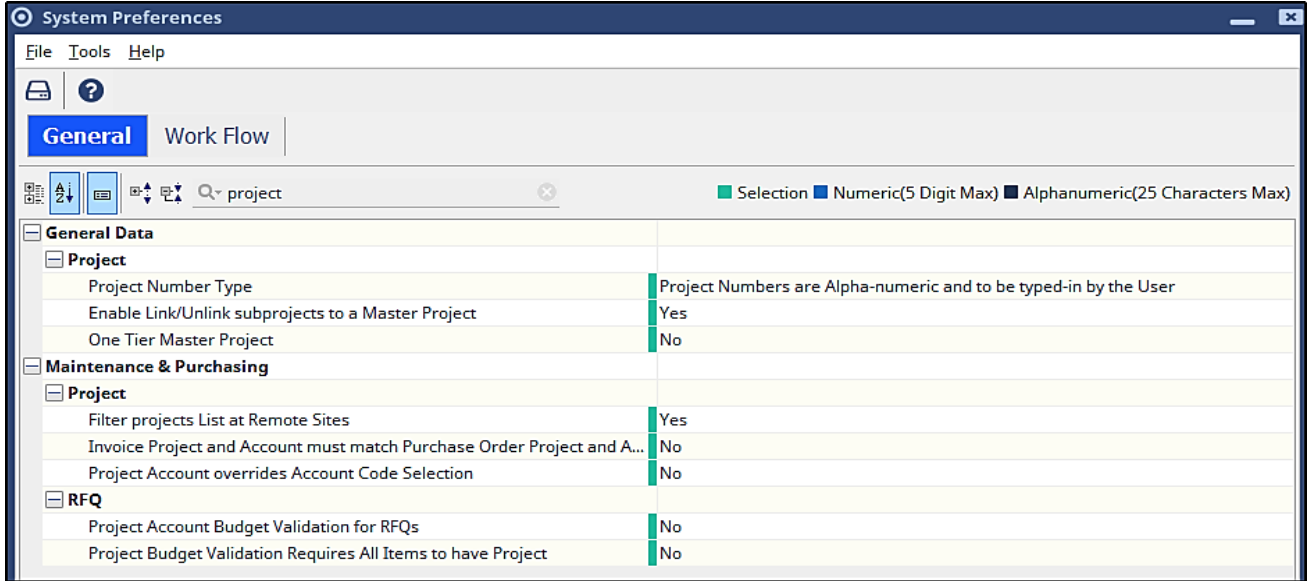 System Preferences
File Tools Help
General Work Flow
project Selection Numeric(5 Digit Max) Alphanumeric(25 Characters Max)
General Data
Project
Project Number Type Project Numbers are Alpha-numeric and to be typed-in by the User
Enable Link/Unlink subprojects to a Master Project Yes
One Tier Master Project No
Maintenance & Purchasing
Project
Filter projects List at Remote Sites Yes
Invoice Project and Account must match Purchase Order Project and A... No
Project Account overrides Account Code Selection No
RFQ
Project Account Budget Validation for RFQs No
Project Budget Validation Requires All Items to have Project No